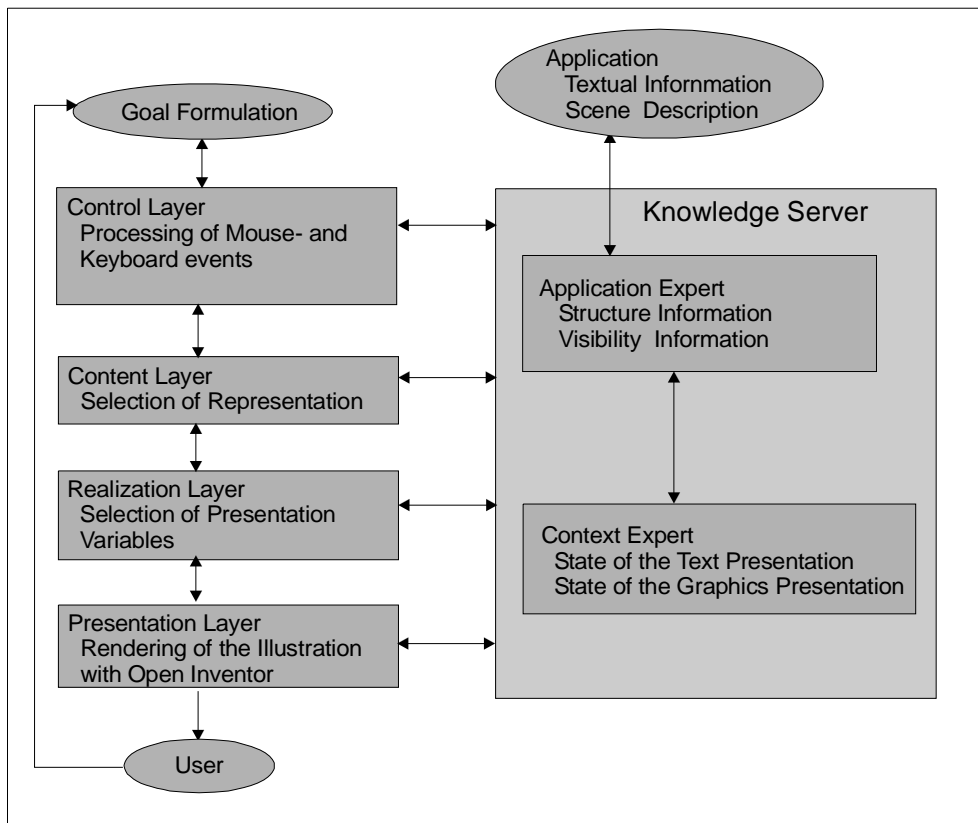 Goal Formulation
Control Layer
Processing of Mouse- and
Keyboard events
Content Layer
Selection of Representation
Realization Layer
Selection of Presentation
Variables
Presentation Layer
Rendering of the Illustration
with Open Inventor
User
Application
Textual Infornmation
Scene Description
Knowledge Server
Application Expert
Structure Information
Visibility Information
Context Expert
State of the Text Presentation
State of the Graphics Presentation